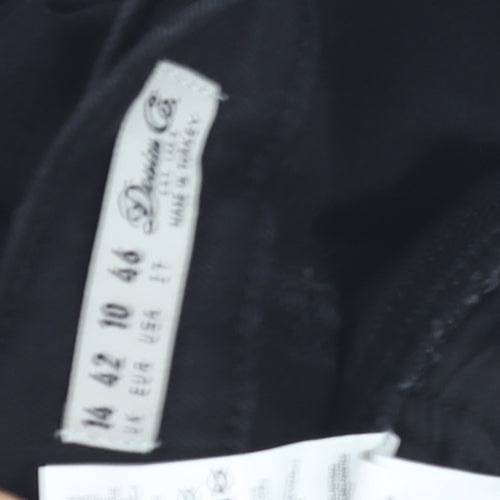 Denim Co.
MADE IN TURKEY
14 42 10 46
UK EUR USA IT